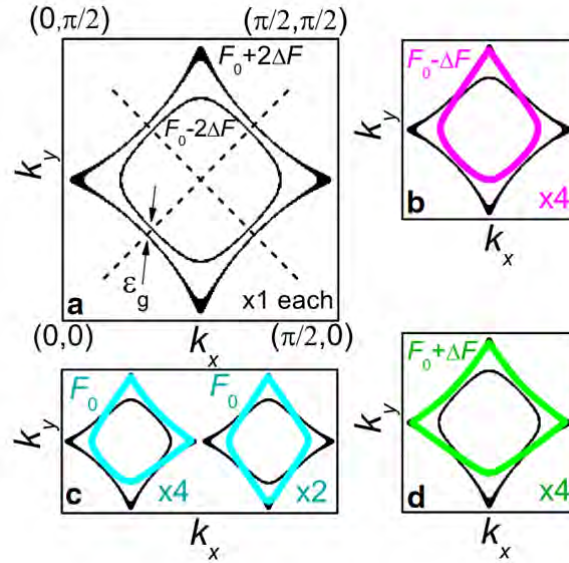 (0,π/2)
(π/2,π/2)
F₀+2ΔF
F₀-2ΔF
k_y
ε_g
a
x1 each
(0,0)
k_x
(π/2,0)
F₀-ΔF
k_y
b
x4
k_x
F₀
F₀
k_y
c
x4
x2
k_x
F₀+ΔF
k_y
d
x4
k_x